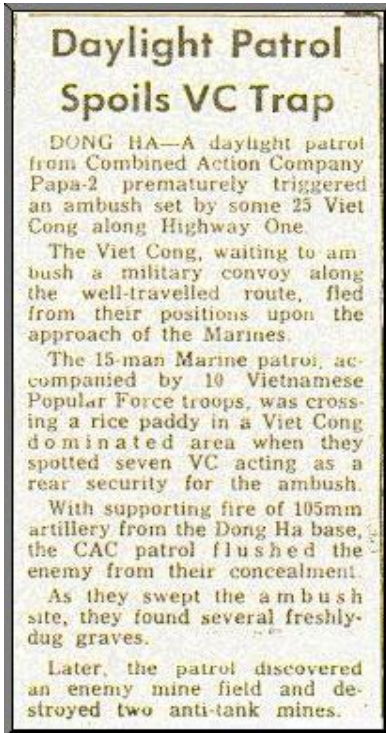 Daylight Patrol
Spoils VC Trap
DONG HA—A daylight patrol
from Combined Action Company
Papa-2 prematurely triggered
an ambush set by some 25 Viet
Cong along Highway One.
The Viet Cong, waiting to am-
bush a military convoy along
the well-travelled route, fled
from their positions upon the
approach of the Marines.
The 15-man Marine patrol, ac-
companied by 10 Vietnamese
Popular Force troops, was cross-
ing a rice paddy in a Viet Cong
dominated area when they
spotted seven VC acting as a
rear security for the ambush.
With supporting fire of 105mm
artillery from the Dong Ha base,
the CAC patrol flushed the
enemy from their concealment.
As they swept the ambush
site, they found several freshly-
dug graves.
Later, the patrol discovered
an enemy mine field and de-
stroyed two anti-tank mines.